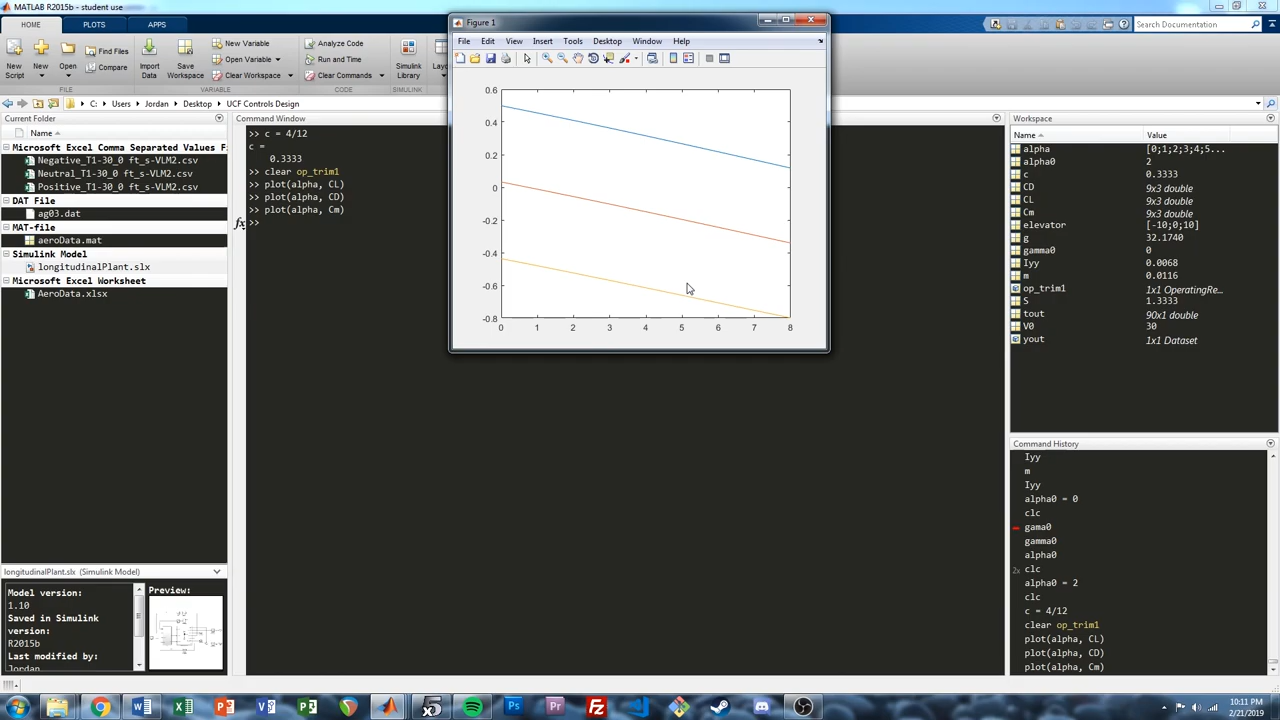 MATLAB R2015b - student use
HOME
PLOTS
APPS
Search Documentation
New Script
New
Open
Find Files
Compare
Import Data
Save Workspace
New Variable
Open Variable
Clear Workspace
Analyze Code
Run and Time
Clear Commands
Simulink Library
Layo
FILE
VARIABLE
CODE
SIMULINK
C:
Users
Jordan
Desktop
UCF Controls Design
Current Folder
Name
Microsoft Excel Comma Separated Values F
Negative_T1-30_0 ft_s-VLM2.csv
Neutral_T1-30_0 ft_s-VLM2.csv
Positive_T1-30_0 ft_s-VLM2.csv
DAT File
ag03.dat
MAT-file
aeroData.mat
Simulink Model
longitudinalPlant.slx
Microsoft Excel Worksheet
AeroData.xlsx
longitudinalPlant.slx (Simulink Model)
Model version:
1.10
Saved in Simulink
version:
R2015b
Last modified by:
Jordan
Preview:
Command Window
>> c = 4/12
c =
0.3333
>> clear op_trim1
>> plot(alpha, CL)
>> plot(alpha, CD)
>> plot(alpha, Cm)
fx >>
Figure 1
File Edit View Insert Tools Desktop Window Help
0.6
0.4
0.2
0
-0.2
-0.4
-0.6
-0.8
0 1 2 3 4 5 6 7 8
Workspace
Name Value
alpha [0;1;2;3;4;5...
alpha0 2
c 0.3333
CD 9x3 double
CL 9x3 double
Cm 9x3 double
elevator [-10;0;10]
g 32.1740
gamma0 0
Iyy 0.0068
m 0.0116
op_trim1 1x1 OperatingRe...
S 1.3333
tout 90x1 double
V0 30
yout 1x1 Dataset
Command History
Iyy
m
Iyy
alpha0 = 0
clc
gama0
gamma0
alpha0
2x clc
alpha0 = 2
clc
c = 4/12
clear op_trim1
plot(alpha, CL)
plot(alpha, CD)
plot(alpha, Cm)
10:11 PM
2/21/2019